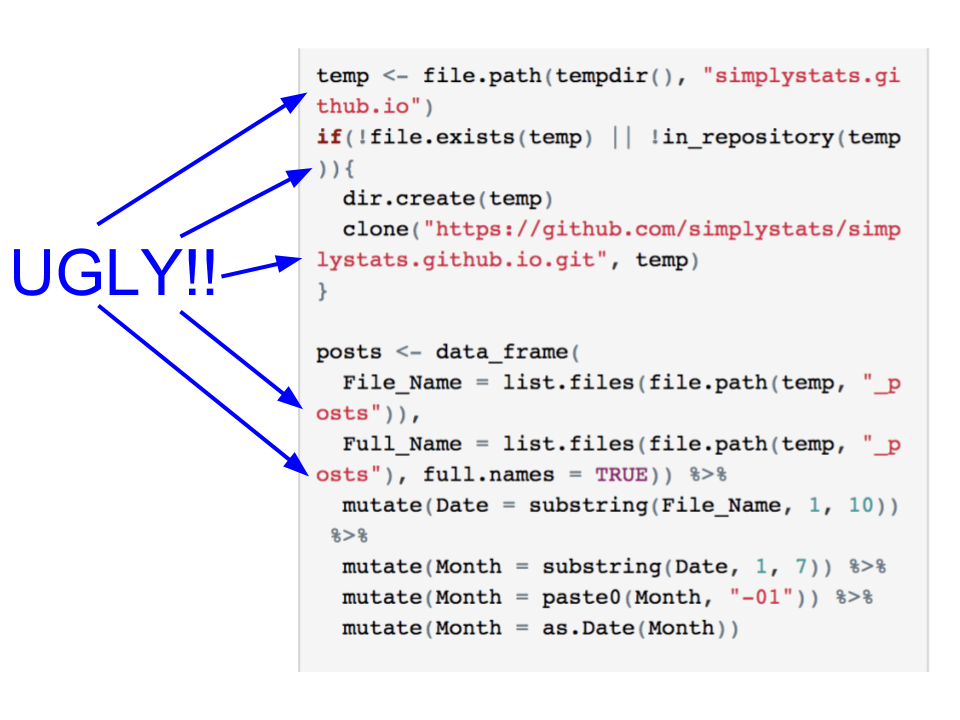 UGLY!!
temp <- file.path(tempdir(), "simplystats.gi
thub.io")
if(!file.exists(temp) || !in_repository(temp
)){
  dir.create(temp)
  clone("https://github.com/simplystats/simp
lystats.github.io.git", temp)
}

posts <- data_frame(
  File_Name = list.files(file.path(temp, "_p
osts")),
  Full_Name = list.files(file.path(temp, "_p
osts"), full.names = TRUE)) %>%
  mutate(Date = substring(File_Name, 1, 10))
 %>%
  mutate(Month = substring(Date, 1, 7)) %>%
  mutate(Month = paste0(Month, "-01")) %>%
  mutate(Month = as.Date(Month))